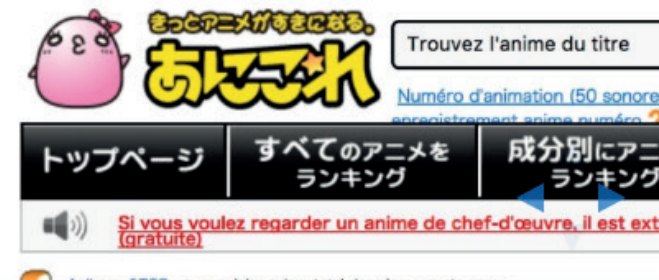 きっとアニメがすきになる。
あにこれ
Trouvez l'anime du titre
Numéro d'animation (50 sonore
enregistrement anime numéro
トップページ
すべてのアニメを
ランキング
成分別にアニ
ランキング
Si vous voulez regarder un anime de chef-d'œuvre, il est ext
(gratuite)